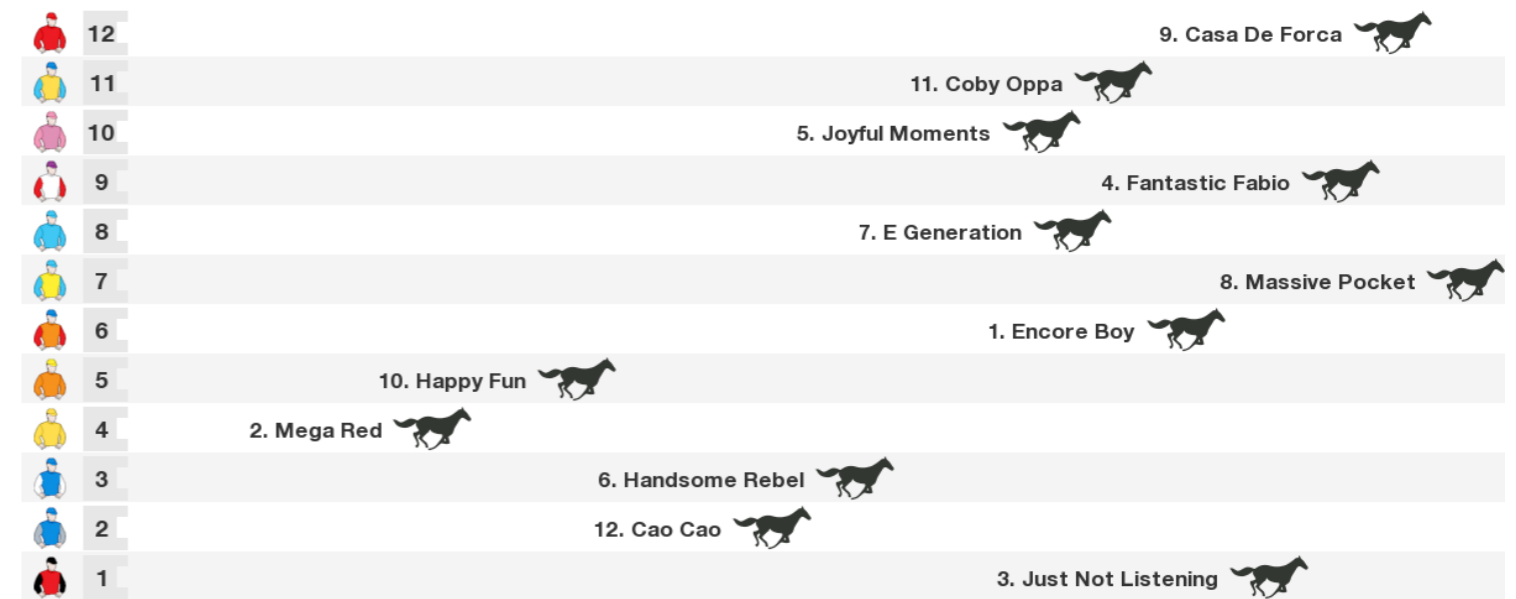 12 9. Casa De Forca
11 11. Coby Oppa
10 5. Joyful Moments
9 4. Fantastic Fabio
8 7. E Generation
7 8. Massive Pocket
6 1. Encore Boy
5 10. Happy Fun
4 2. Mega Red
3 6. Handsome Rebel
2 12. Cao Cao
1 3. Just Not Listening